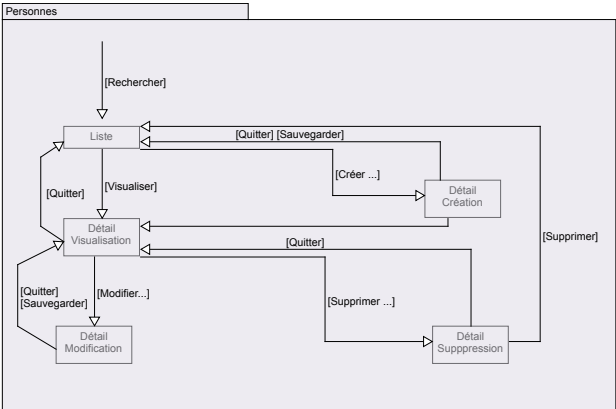 Personnes
[Rechercher]
Liste
[Quitter] [Sauvegarder]
[Créer ...]
[Quitter]
[Visualiser]
Détail
Création
Détail
Visualisation
[Quitter]
[Supprimer]
[Quitter]
[Sauvegarder]
[Modifier...]
[Supprimer ...]
Détail
Modification
Détail
Supppression